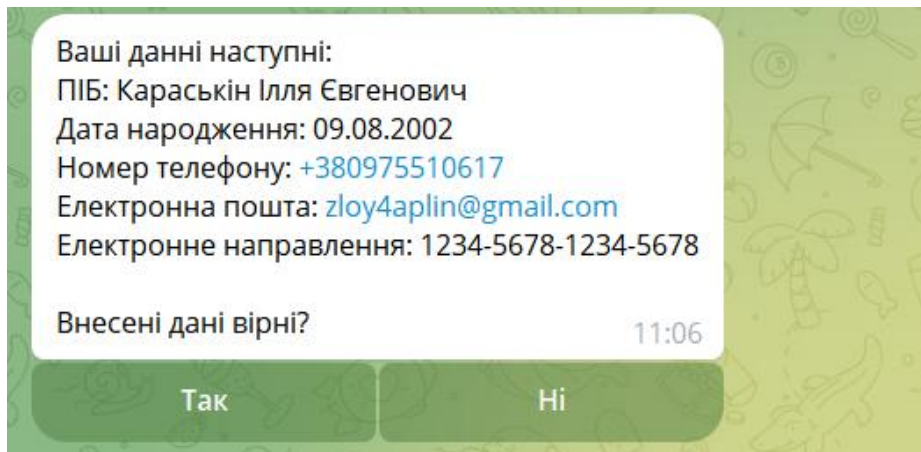 Ваші данні наступні:
ПІБ: Караськін Ілля Євгенович
Дата народження: 09.08.2002
Номер телефону: +380975510617
Електронна пошта: zloy4aplin@gmail.com
Електронне направлення: 1234-5678-1234-5678
Внесені дані вірні?
11:06
Так
Ні